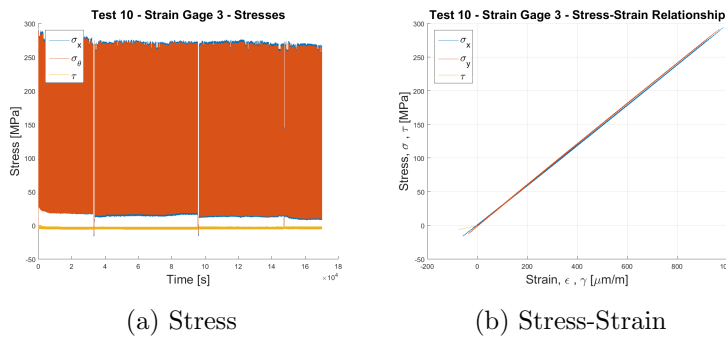 Test 10 - Strain Gage 3 - Stresses
300
250
200
150
100
50
0
-50
Stress [MPa]
σx
σθ
τ
0 2 4 6 8 10 12 14 16 18
×10⁴
Time [s]
(a) Stress
Test 10 - Strain Gage 3 - Stress-Strain Relationship
300
250
200
150
100
50
0
-50
Stress, σ , τ [MPa]
σx
σy
τ
-200 0 200 400 600 800
Strain, ϵ , γ [μm/m]
(b) Stress-Strain